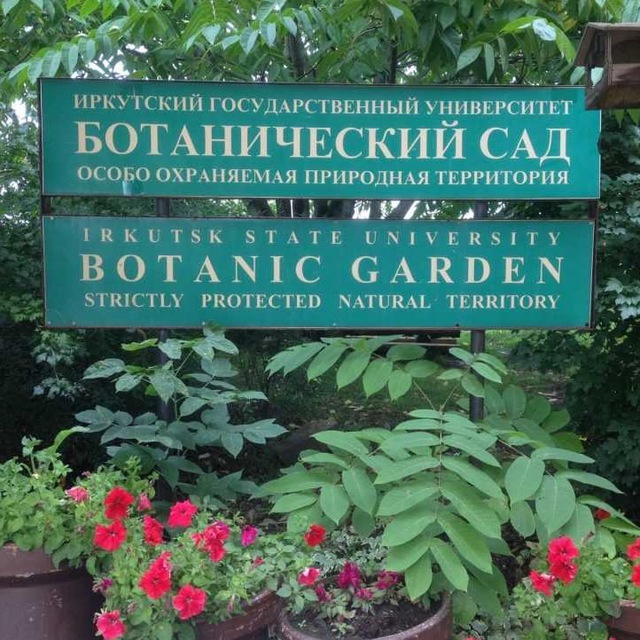 ИРКУТСКИЙ ГОСУДАРСТВЕННЫЙ УНИВЕРСИТЕТ
БОТАНИЧЕСКИЙ САД
ОСОБО ОХРАНЯЕМАЯ ПРИРОДНАЯ ТЕРРИТОРИЯ
IRKUTSK STATE UNIVERSITY
BOTANIC GARDEN
STRICTLY PROTECTED NATURAL TERRITORY